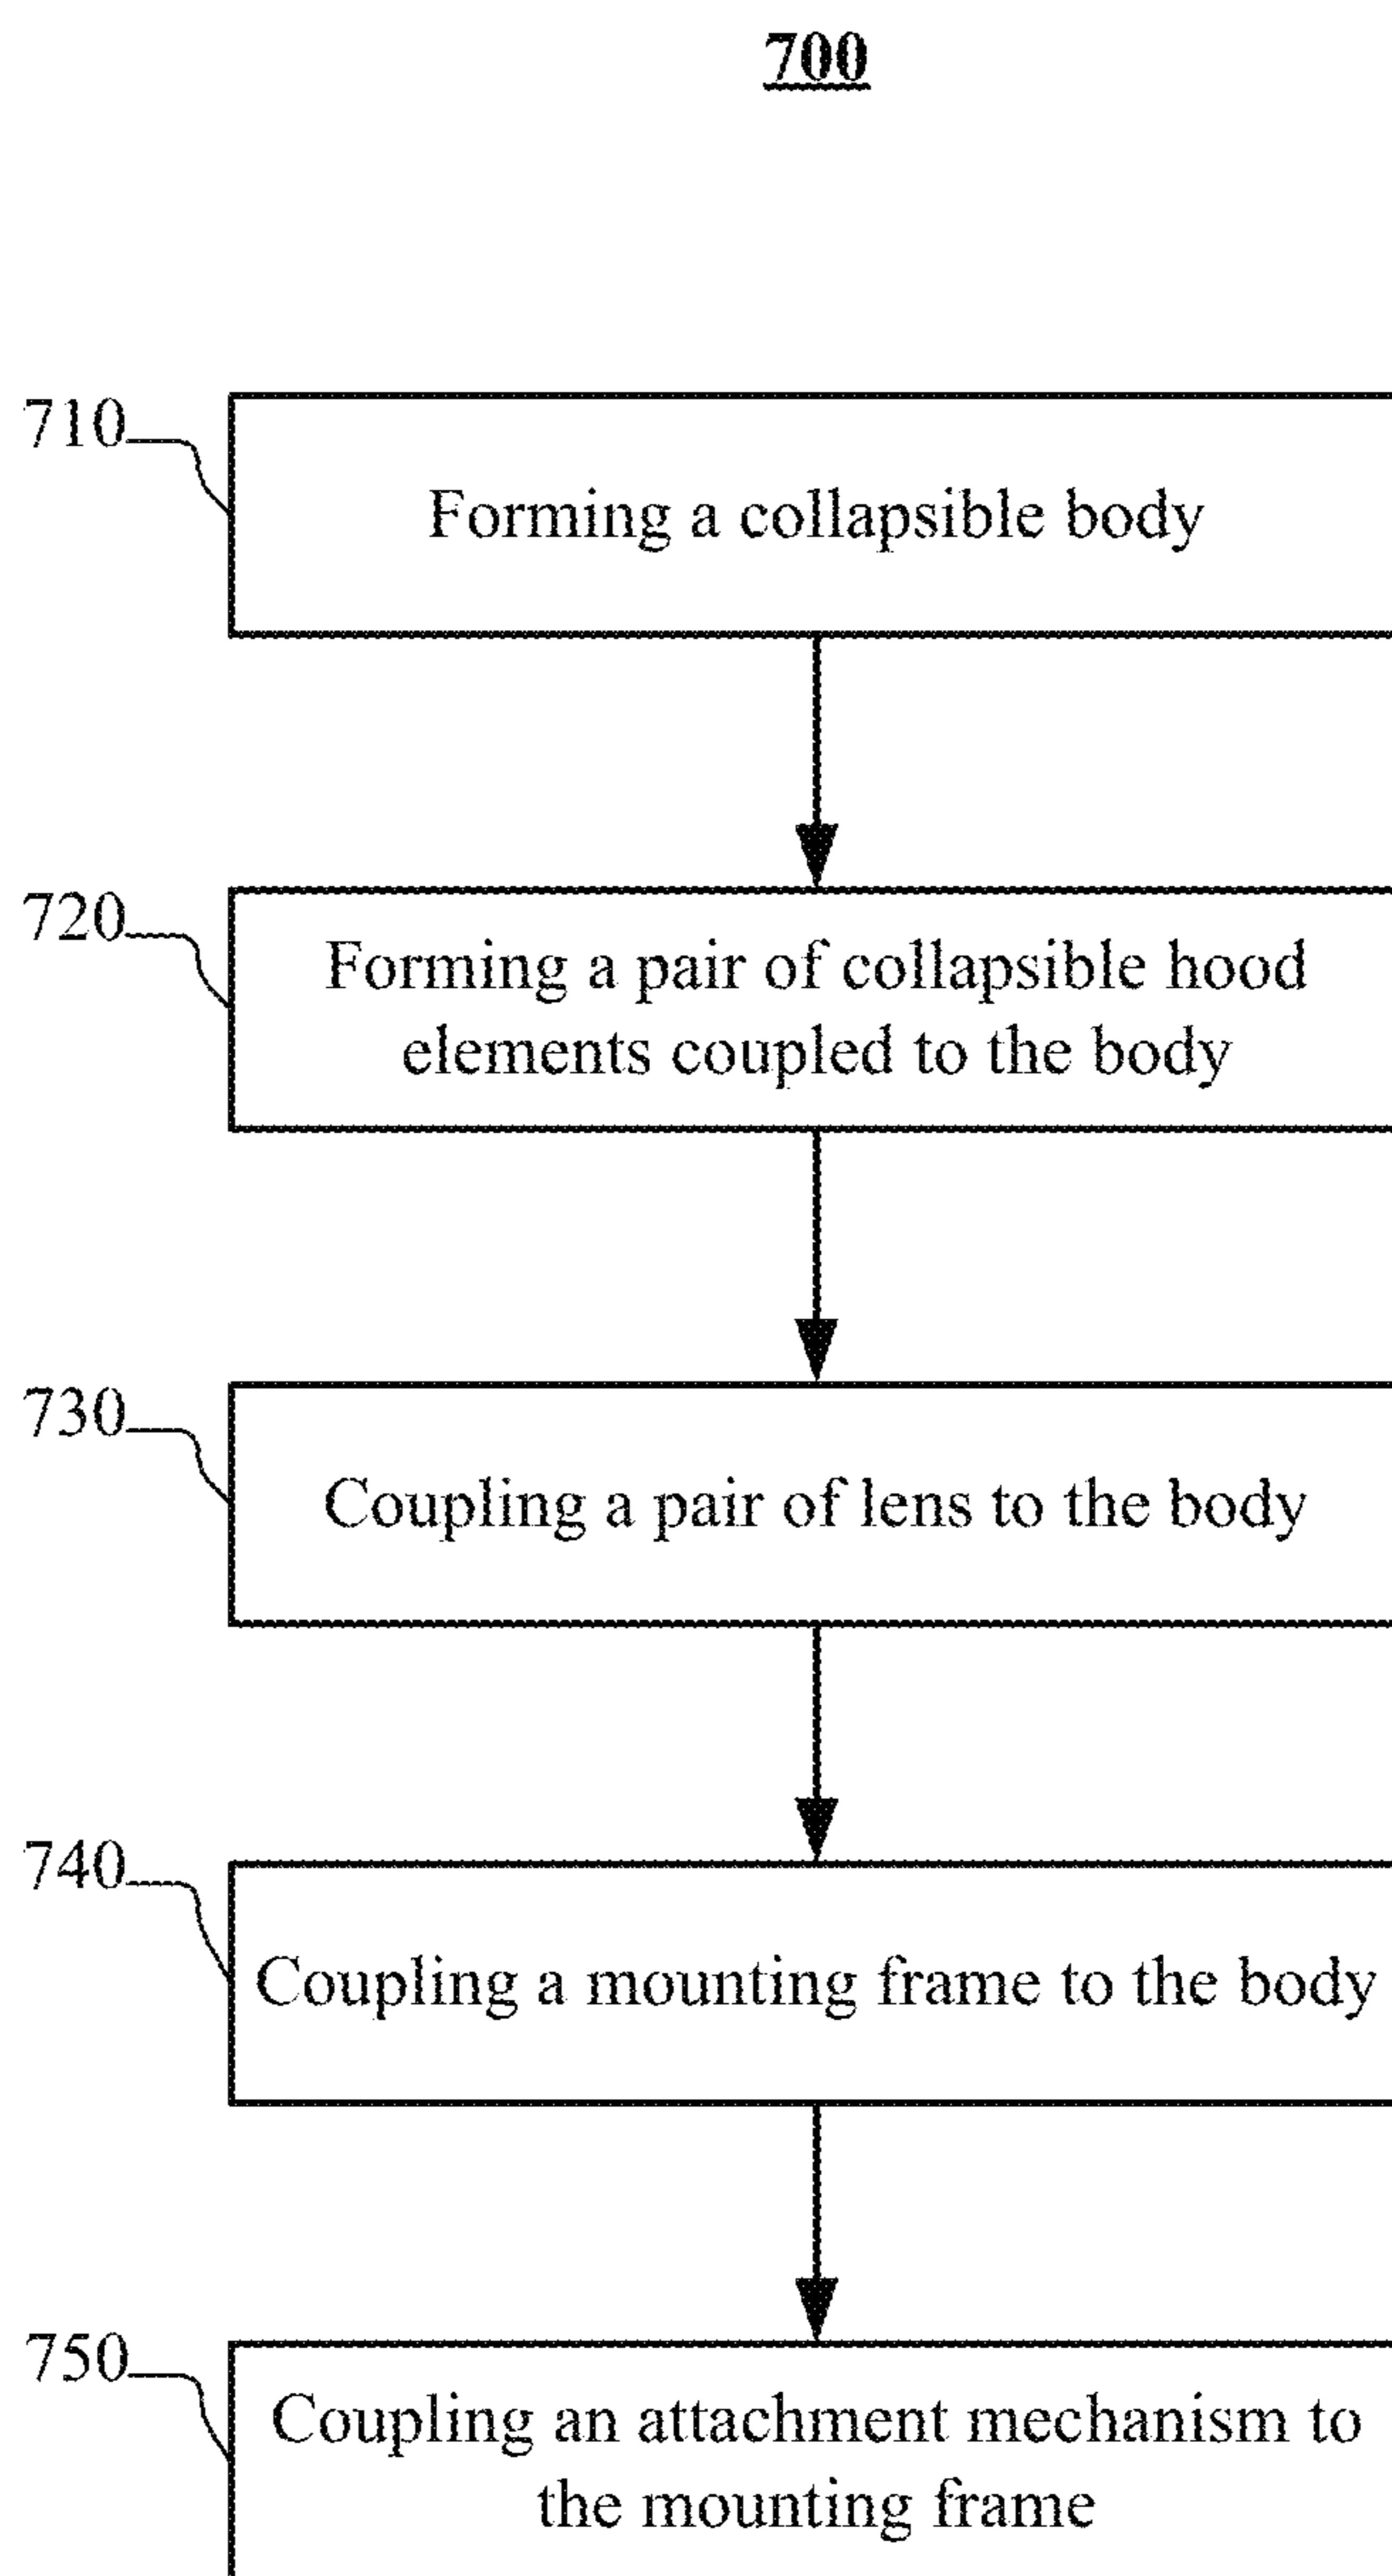 700
710
Forming a collapsible body
720
Forming a pair of collapsible hood
elements coupled to the body
730
Coupling a pair of lens to the body
740
Coupling a mounting frame to the body
750
Coupling an attachment mechanism to
the mounting frame